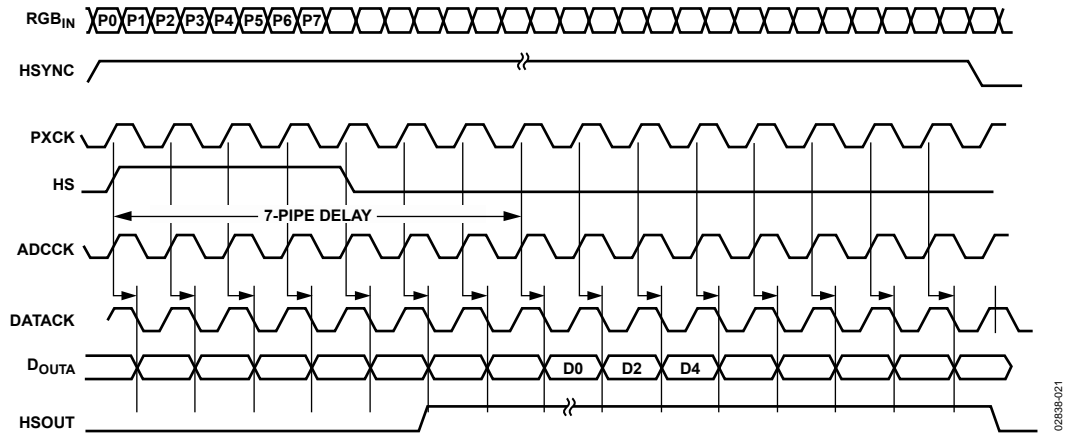 RGBIN P0 P1 P2 P3 P4 P5 P6 P7
HSYNC
PXCK
HS
7-PIPE DELAY
ADCCK
DATACK
DOUTA D0 D2 D4
HSOUT
02838-021